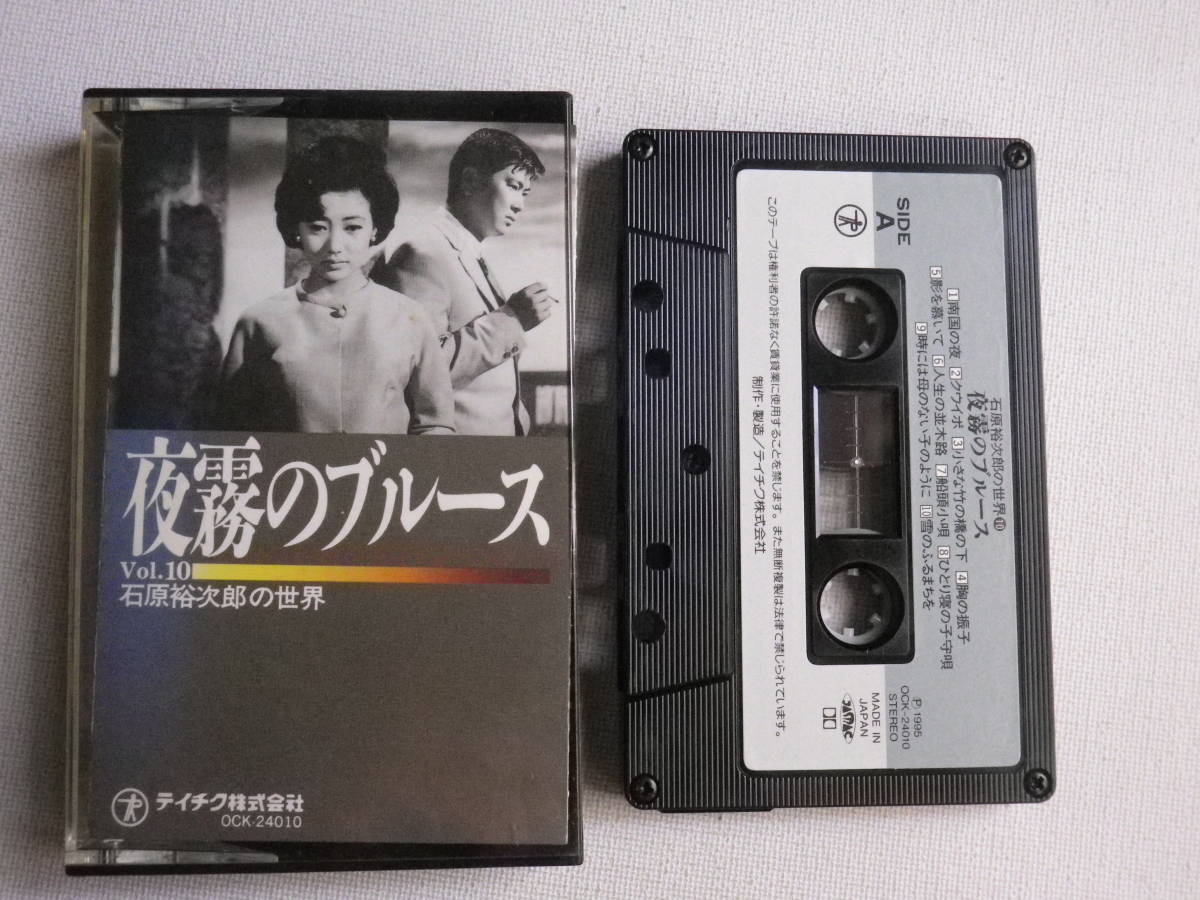 夜霧のブルース
Vol.10
石原裕次郎の世界
テイチク株式会社
OCK-24010
SIDE
A
石原裕次郎の世界⑩
夜霧のブルース
1南国の夜 2クワイポ 3小さな竹の橋の下 4胸の振子
5影を慕いて 6人生の並木路 7船頭小唄 8ひとり寝の子守唄
9時には母のない子のように 10雪のふるまちを
Ⓟ1995
OCK-24010
STEREO
MADE IN
JAPAN
このテープは権利者の許諾なく賃貸業に使用することを禁じます。また無断複製は法律で禁じられています。
制作・製造/テイチク株式会社